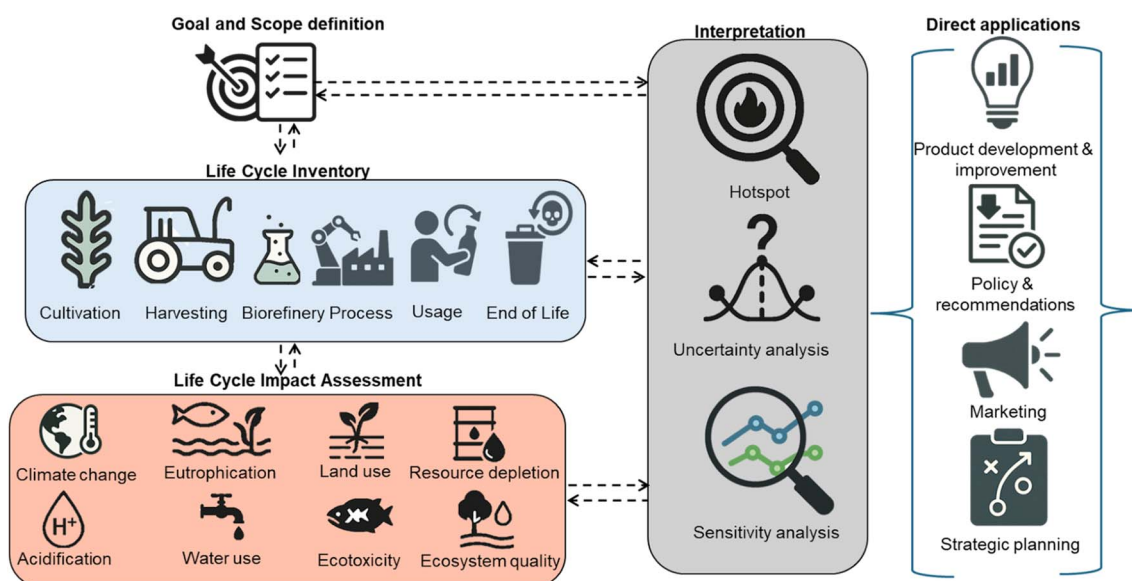 Goal and Scope definition
Life Cycle Inventory
Cultivation
Harvesting
Biorefinery Process
Usage
End of Life
Life Cycle Impact Assessment
Climate change
Eutrophication
Land use
Resource depletion
H+
Acidification
Water use
Ecotoxicity
Ecosystem quality
Interpretation
Hotspot
?
Uncertainty analysis
Sensitivity analysis
Direct applications
Product development &
improvement
Policy &
recommendations
Marketing
Strategic planning